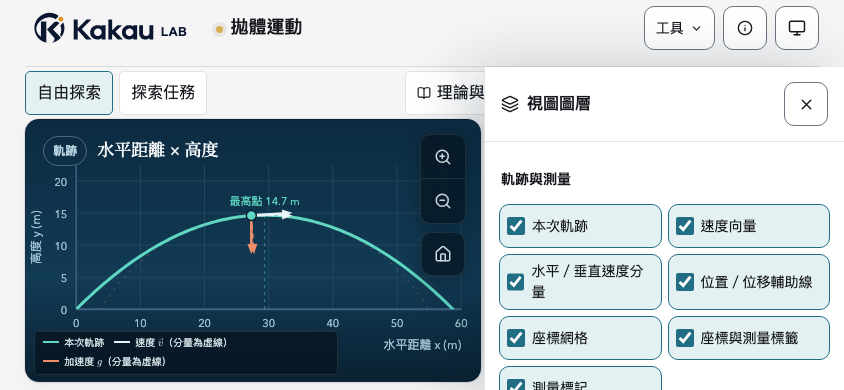 Kakau LAB
拋體運動
工具
自由探索
探索任務
理論與
視圖圖層
軌跡
水平距離 × 高度
最高點 14.7 m
高度 y (m)
20
15
10
5
0
0 10 20 30 40 50 60
水平距離 x (m)
本次軌跡 速度 v⃗（分量為虛線）
加速度 g（分量為虛線）
軌跡與測量
本次軌跡
速度向量
水平 / 垂直速度分
量
位置 / 位移輔助線
座標網格
座標與測量標籤
測量標記